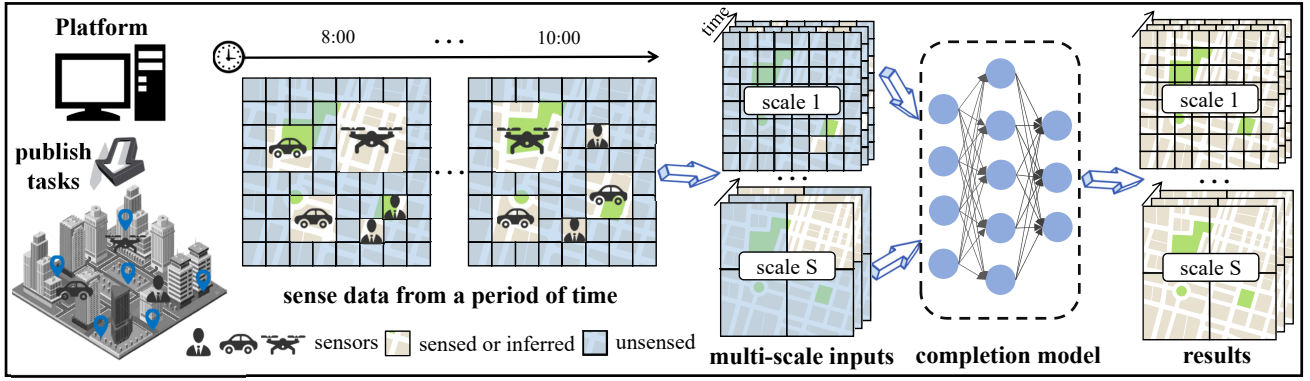 Platform
publish
tasks
8:00 ... 10:00
...
sense data from a period of time
sensors
sensed or inferred
unsensed
time
scale 1
...
scale S
multi-scale inputs
completion model
scale 1
...
scale S
results